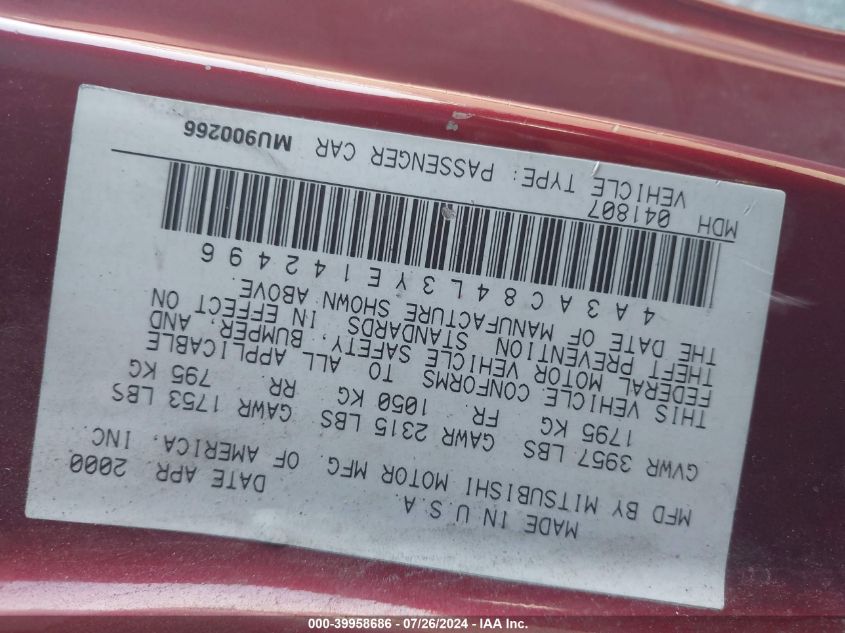 MADE IN U.S.A
MFD BY MITSUBISHI MOTOR MFG OF AMERICA, INC
DATE APR 2000
GVWR 3957 LBS GAWR 2315 LBS GAWR 1753 LBS
1795 KG FR 1050 KG RR 795 KG
THIS VEHICLE CONFORMS TO ALL APPLICABLE
FEDERAL MOTOR VEHICLE SAFETY, BUMPER, AND
THEFT PREVENTION STANDARDS IN EFFECT ON
THE DATE OF MANUFACTURE SHOWN ABOVE.
4A3AC84L3YE142496
MDH 041807
VEHICLE TYPE: PASSENGER CAR MU900266
000-39958686 - 07/26/2024 - IAA Inc.